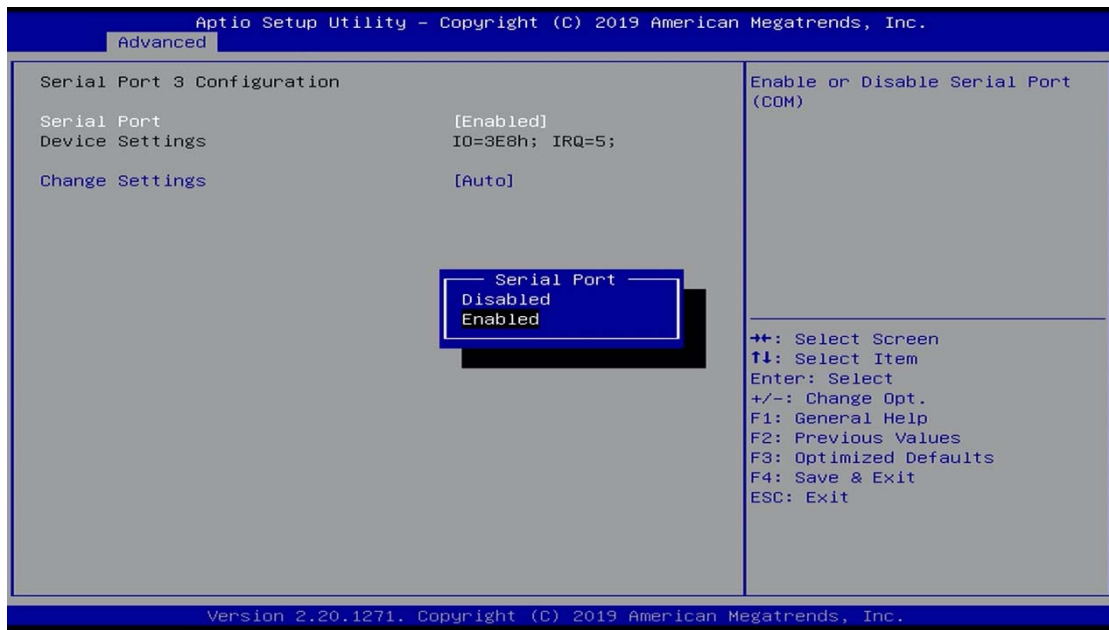 Aptio Setup Utility – Copyright (C) 2019 American Megatrends, Inc.
Advanced
Serial Port 3 Configuration
Serial Port [Enabled]
Device Settings IO=3E8h; IRQ=5;
Change Settings [Auto]
Serial Port
Disabled
Enabled
Enable or Disable Serial Port
(COM)
→←: Select Screen
↑↓: Select Item
Enter: Select
+/-: Change Opt.
F1: General Help
F2: Previous Values
F3: Optimized Defaults
F4: Save & Exit
ESC: Exit
Version 2.20.1271. Copyright (C) 2019 American Megatrends, Inc.